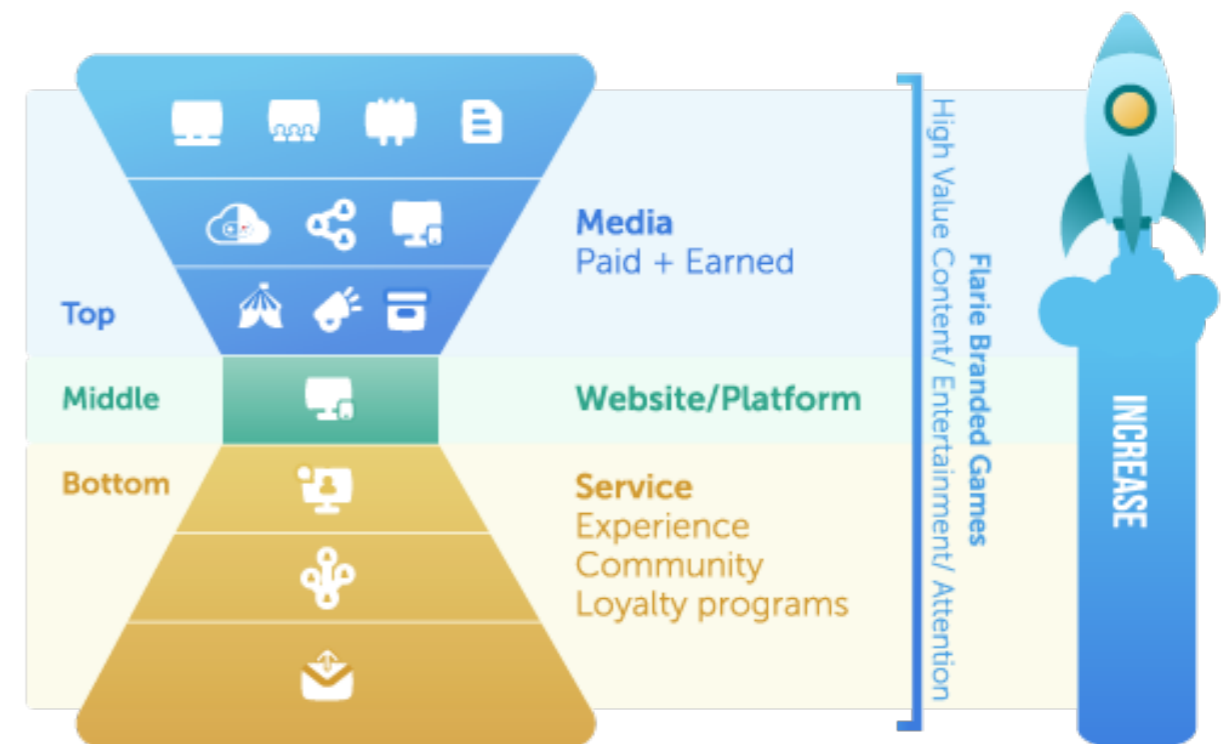 Top
Media
Paid + Earned
Middle
Website/Platform
Bottom
Service
Experience
Community
Loyalty programs
Flarie Branded Games
High Value Content/ Entertainment/ Attention
INCREASE